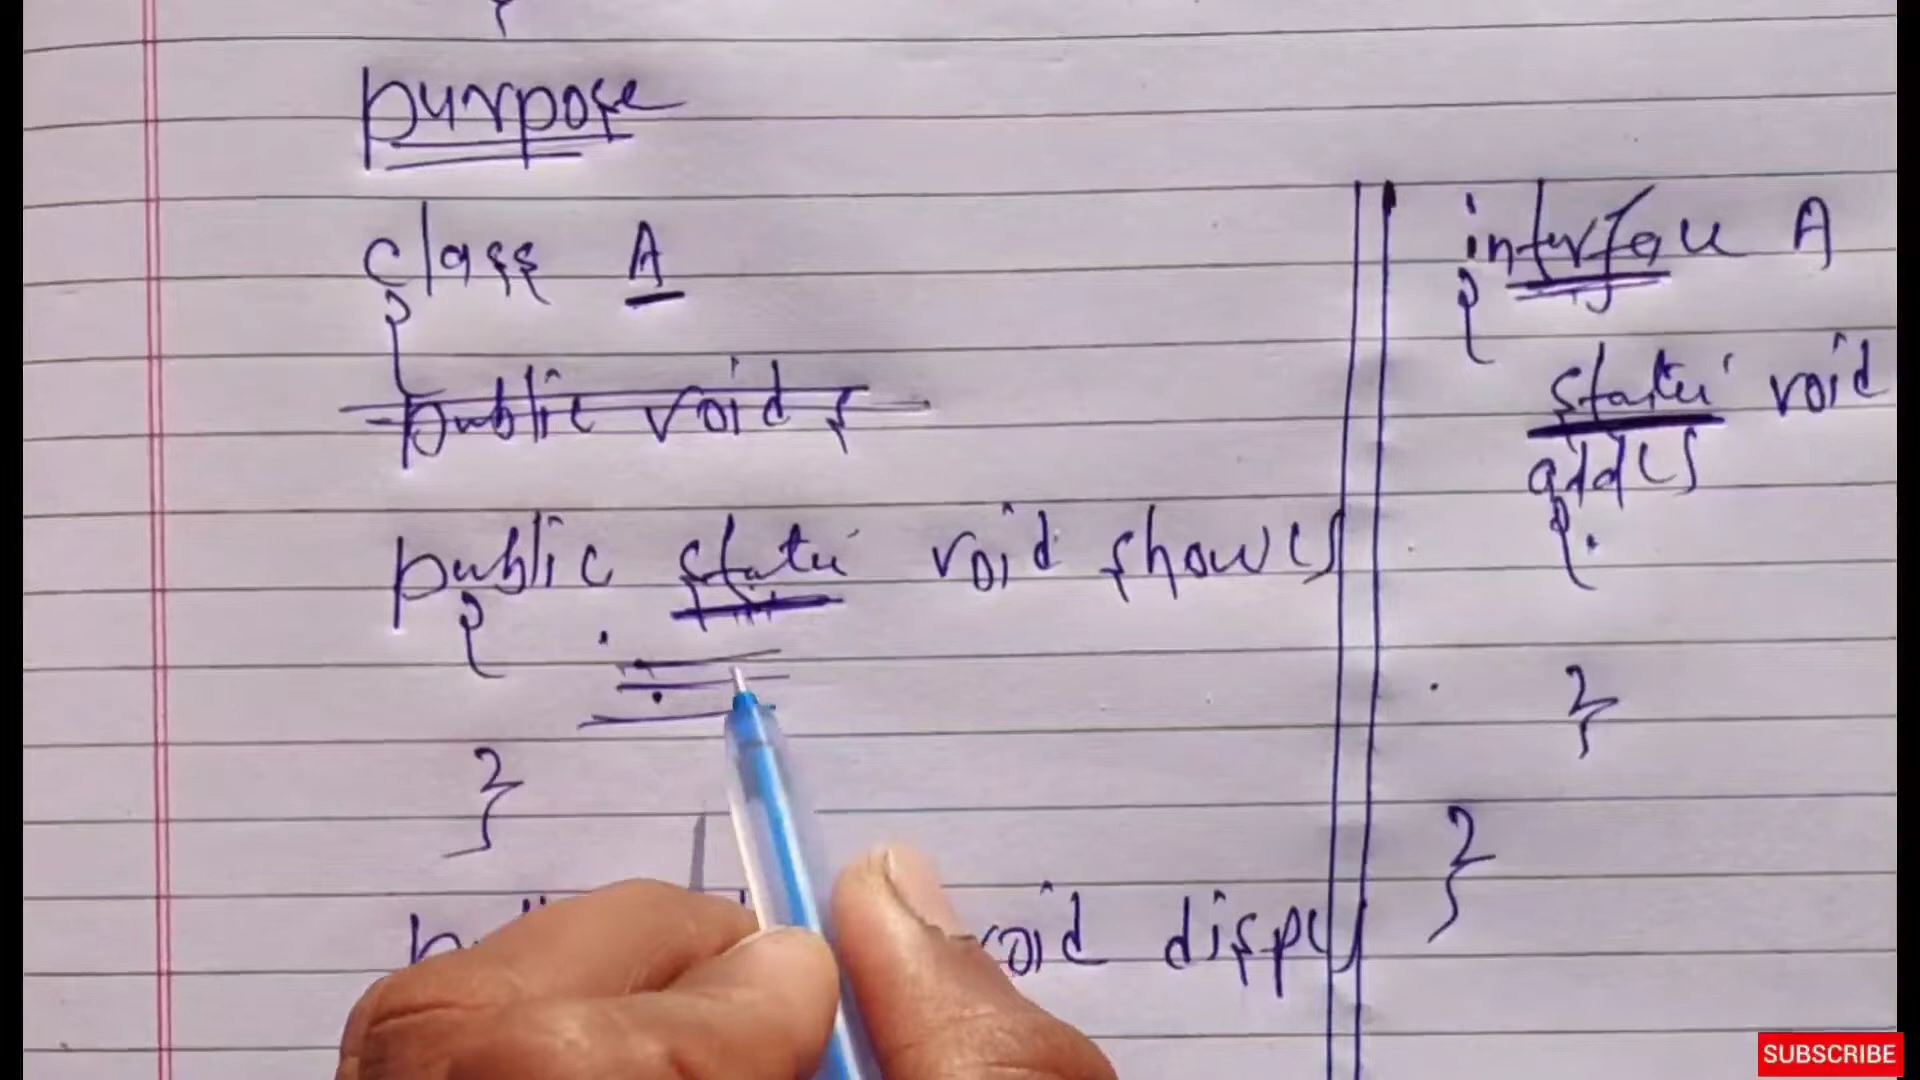 purpose
class A
{
public void s
public static void show()
{
}
void disp()
interface A
{
static void
add()
{
}
}
SUBSCRIBE